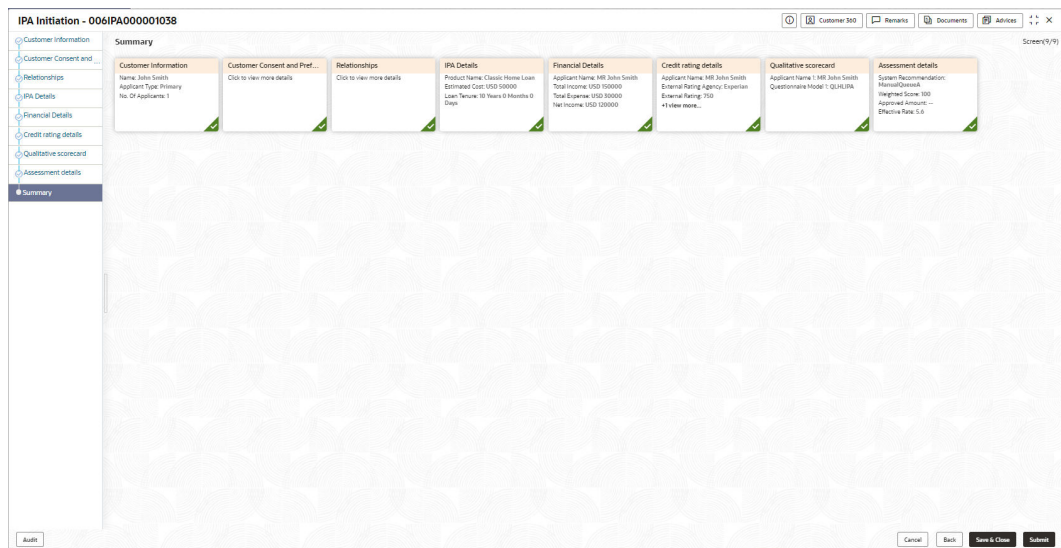 IPA Initiation - 006IPA000001038
Customer 360
Remarks
Documents
Advices
Customer Information
Customer Consent and ...
Relationships
IPA Details
Financial Details
Credit rating details
Qualitative scorecard
Assessment details
Summary
Summary
Screen(9/9)
Customer Information
Name: John Smith
Applicant Type: Primary
No. Of Applicants: 1
Customer Consent and Pref...
Click to view more details
Relationships
Click to view more details
IPA Details
Product Name: Classic Home Loan
Estimated Cost: USD 50000
Loan Tenure: 10 Years 0 Months 0
Days
Financial Details
Applicant Name: MR John Smith
Total Income: USD 150000
Total Expense: USD 30000
Net Income: USD 120000
Credit rating details
Applicant Name: MR John Smith
External Rating Agency: Experian
External Rating: 750
+1 view more...
Qualitative scorecard
Applicant Name 1: MR John Smith
Questionnaire Model 1: QLHLIPA
Assessment details
System Recommendation:
ManualQueueA
Weighted Score: 100
Approved Amount: --
Effective Rate: 5.6
Audit
Cancel
Back
Save & Close
Submit